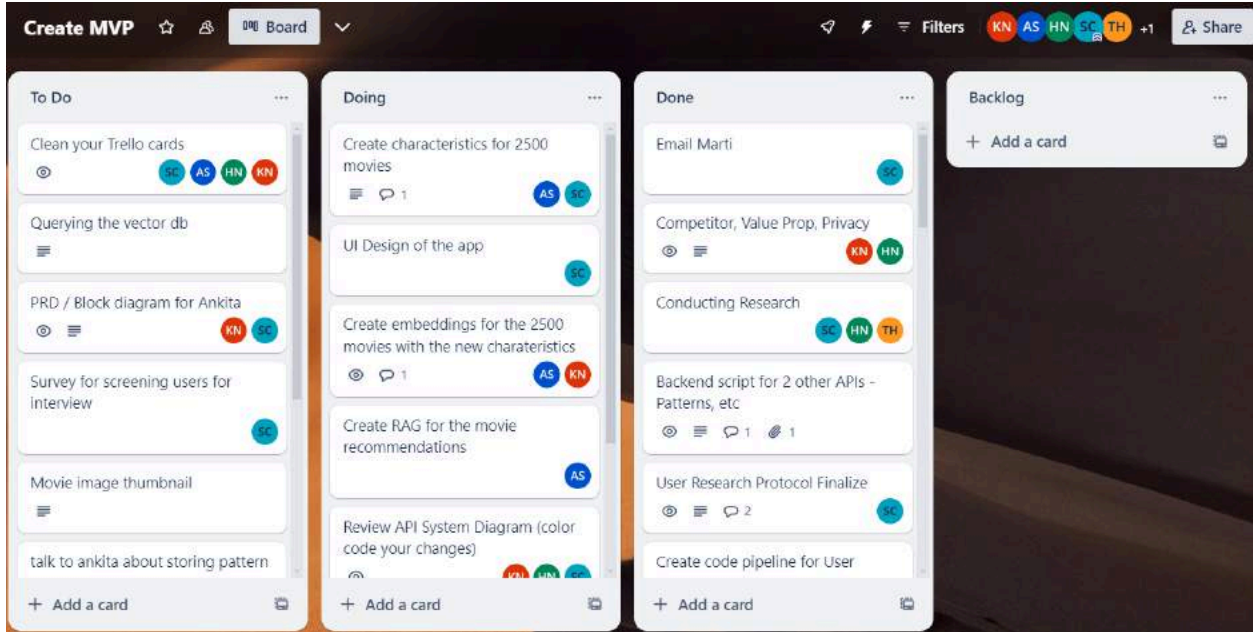 Create MVP
Board
Filters
KN AS HN SC TH +1
Share
To Do
Clean your Trello cards
SC AS HN KN
Querying the vector db
PRD / Block diagram for Ankita
KN SC
Survey for screening users for
interview
SC
Movie image thumbnail
talk to ankita about storing pattern
+ Add a card
Doing
Create characteristics for 2500
movies
1
AS SC
UI Design of the app
SC
Create embeddings for the 2500
movies with the new charateristics
1
AS KN
Create RAG for the movie
recommendations
AS
Review API System Diagram (color
code your changes)
KN HN SC
+ Add a card
Done
Email Marti
SC
Competitor, Value Prop, Privacy
KN HN
Conducting Research
SC HN TH
Backend script for 2 other APIs -
Patterns, etc
1 1
User Research Protocol Finalize
2
SC
Create code pipeline for User
+ Add a card
Backlog
+ Add a card